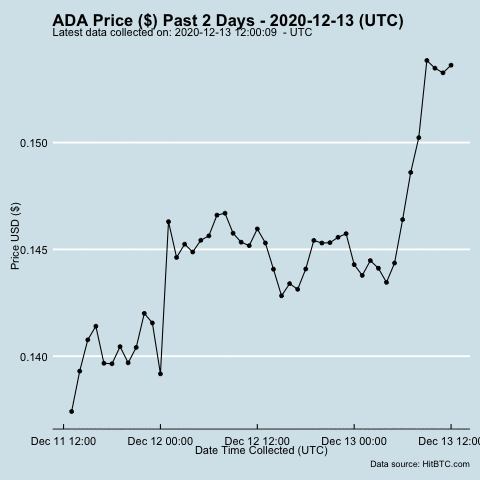 ADA Price ($) Past 2 Days - 2020-12-13 (UTC)
Latest data collected on: 2020-12-13 12:00:09 - UTC
Price USD ($)
0.150
0.145
0.140
Dec 11 12:00 Dec 12 00:00 Dec 12 12:00 Dec 13 00:00 Dec 13 12:00
Date Time Collected (UTC)
Data source: HitBTC.com